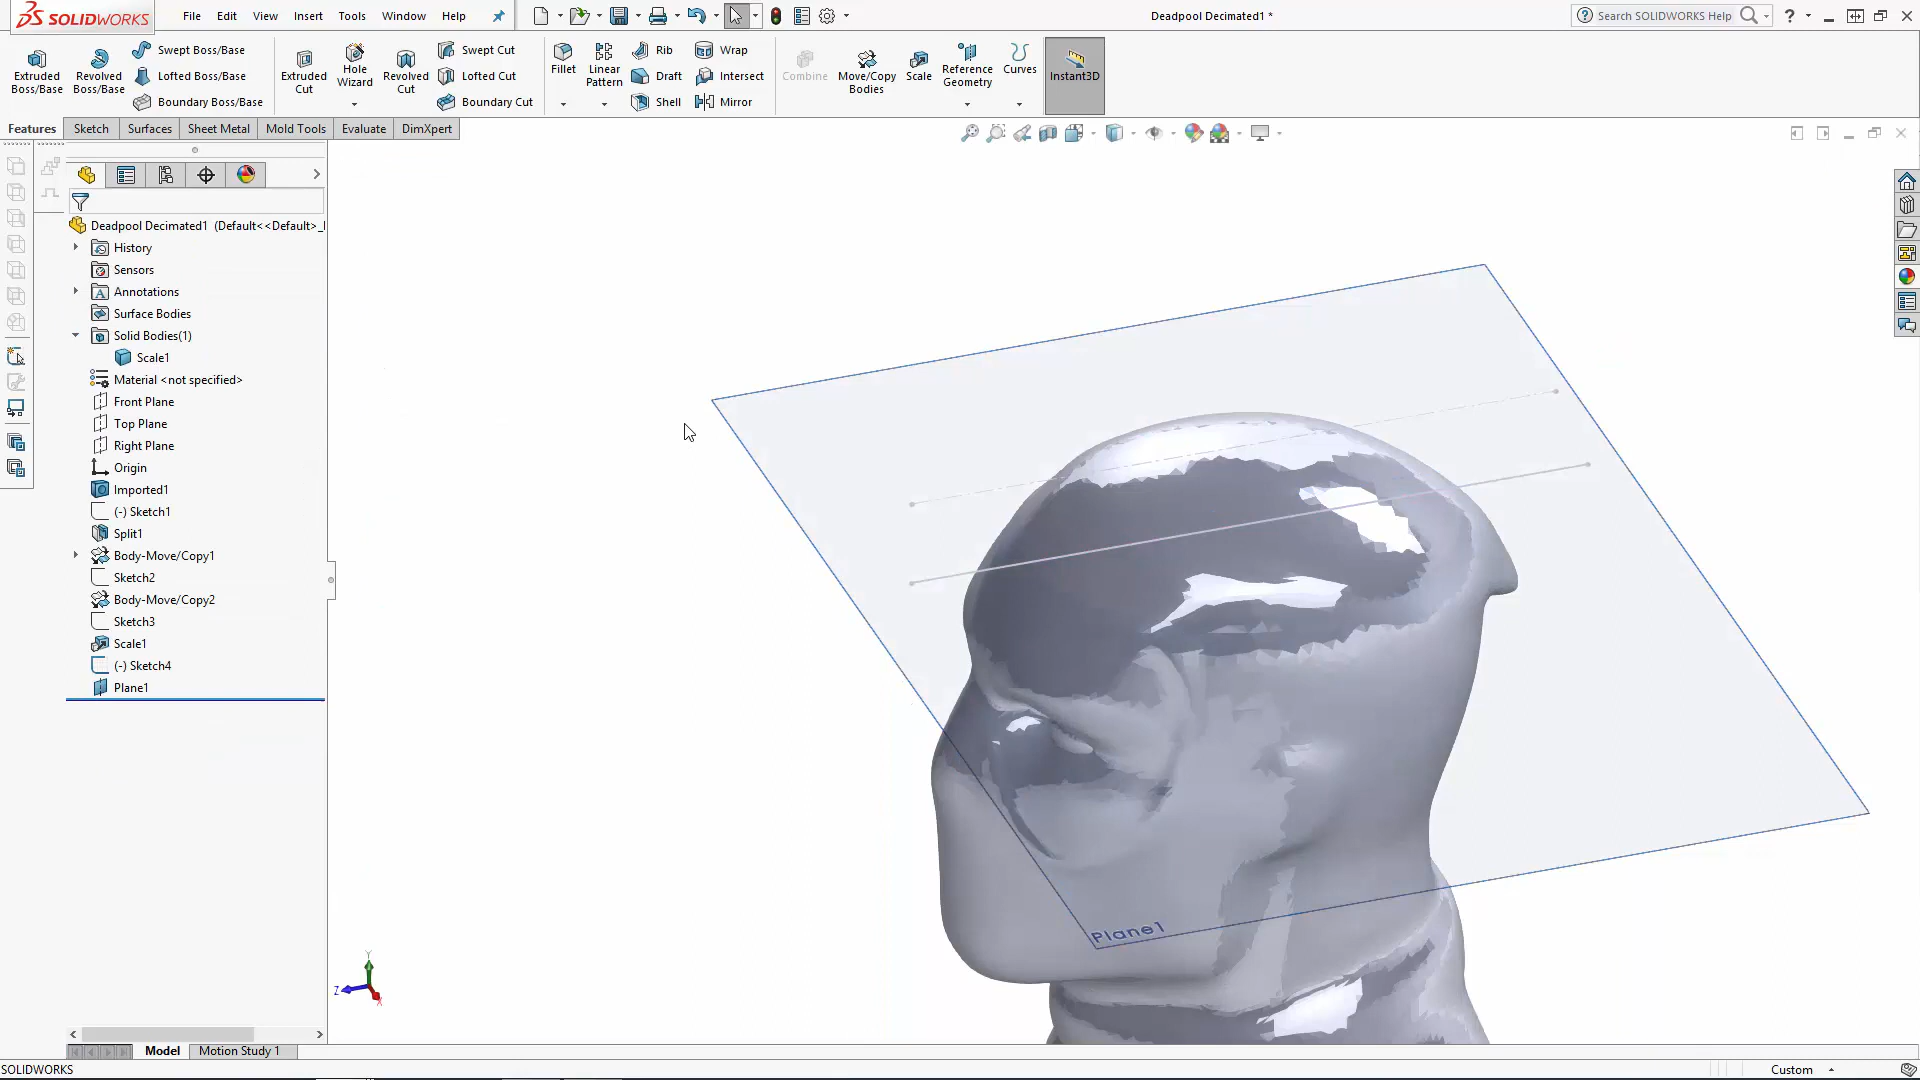 SOLIDWORKS
File Edit View Insert Tools Window Help
Deadpool Decimated1 *
Search SOLIDWORKS Help
Extruded Boss/Base
Revolved Boss/Base
Swept Boss/Base
Lofted Boss/Base
Boundary Boss/Base
Extruded Cut
Hole Wizard
Revolved Cut
Swept Cut
Lofted Cut
Boundary Cut
Fillet
Linear Pattern
Rib
Draft
Shell
Wrap
Intersect
Mirror
Combine
Move/Copy Bodies
Scale
Reference Geometry
Curves
Instant3D
Features Sketch Surfaces Sheet Metal Mold Tools Evaluate DimXpert
Deadpool Decimated1 (Default<<Default>_
History
Sensors
Annotations
Surface Bodies
Solid Bodies(1)
Scale1
Material <not specified>
Front Plane
Top Plane
Right Plane
Origin
Imported1
(-) Sketch1
Split1
Body-Move/Copy1
Sketch2
Body-Move/Copy2
Sketch3
Scale1
(-) Sketch4
Plane1
Plane1
Y
Z
X
Model Motion Study 1
SOLIDWORKS
Custom